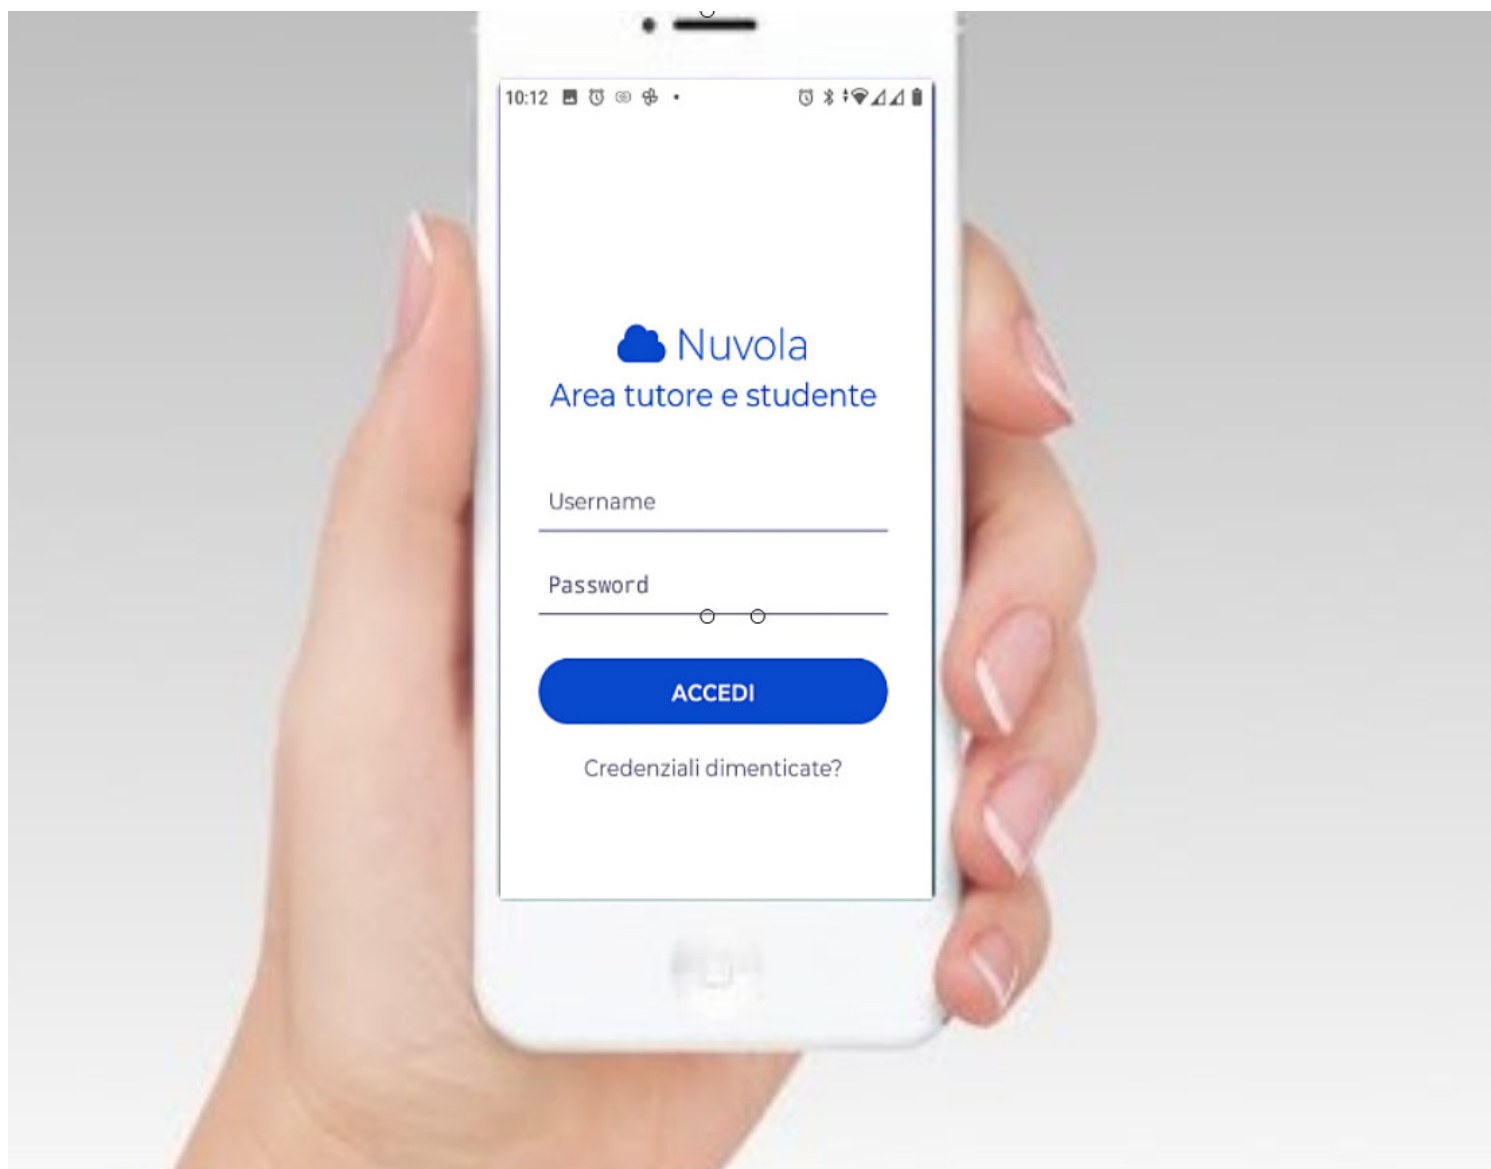 10:12
Nuvola
Area tutore e studente
Username
Password
ACCEDI
Credenziali dimenticate?